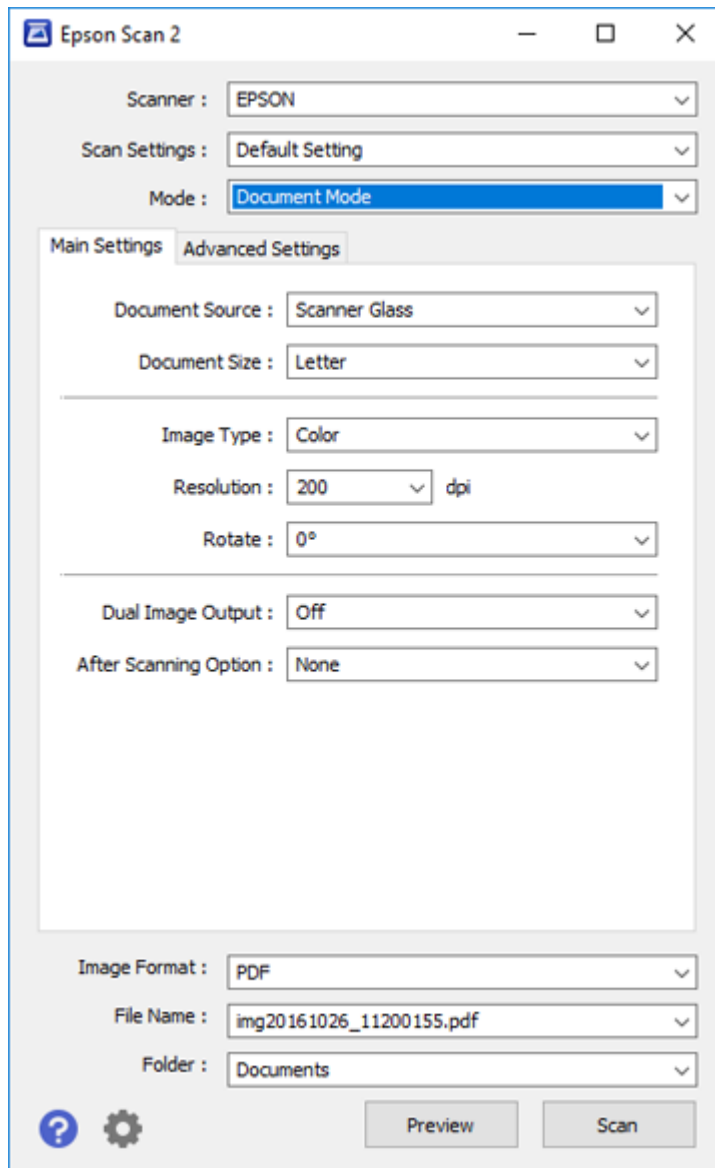 Epson Scan 2
Scanner : EPSON
Scan Settings : Default Setting
Mode : Document Mode
Main Settings Advanced Settings
Document Source : Scanner Glass
Document Size : Letter
Image Type : Color
Resolution : 200 dpi
Rotate : 0°
Dual Image Output : Off
After Scanning Option : None
Image Format : PDF
File Name : img20161026_11200155.pdf
Folder : Documents
? Preview Scan